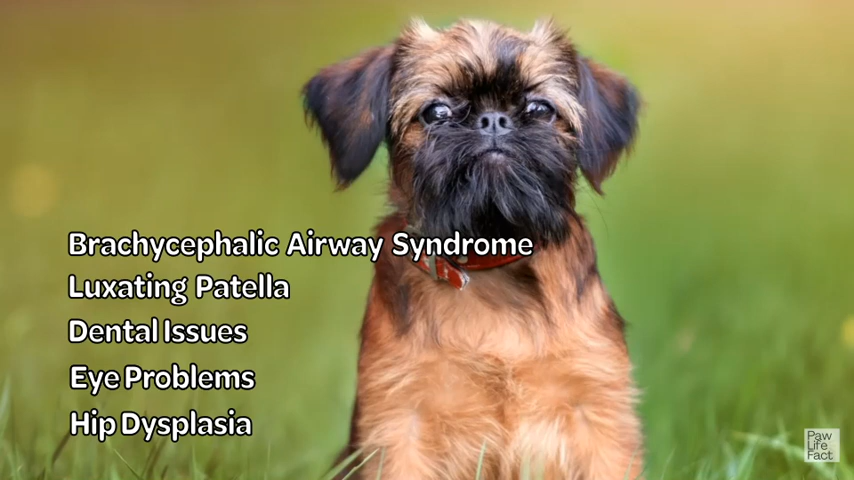 Brachycephalic Airway Syndrome
Luxating Patella
Dental Issues
Eye Problems
Hip Dysplasia
Paw
Life
Fact